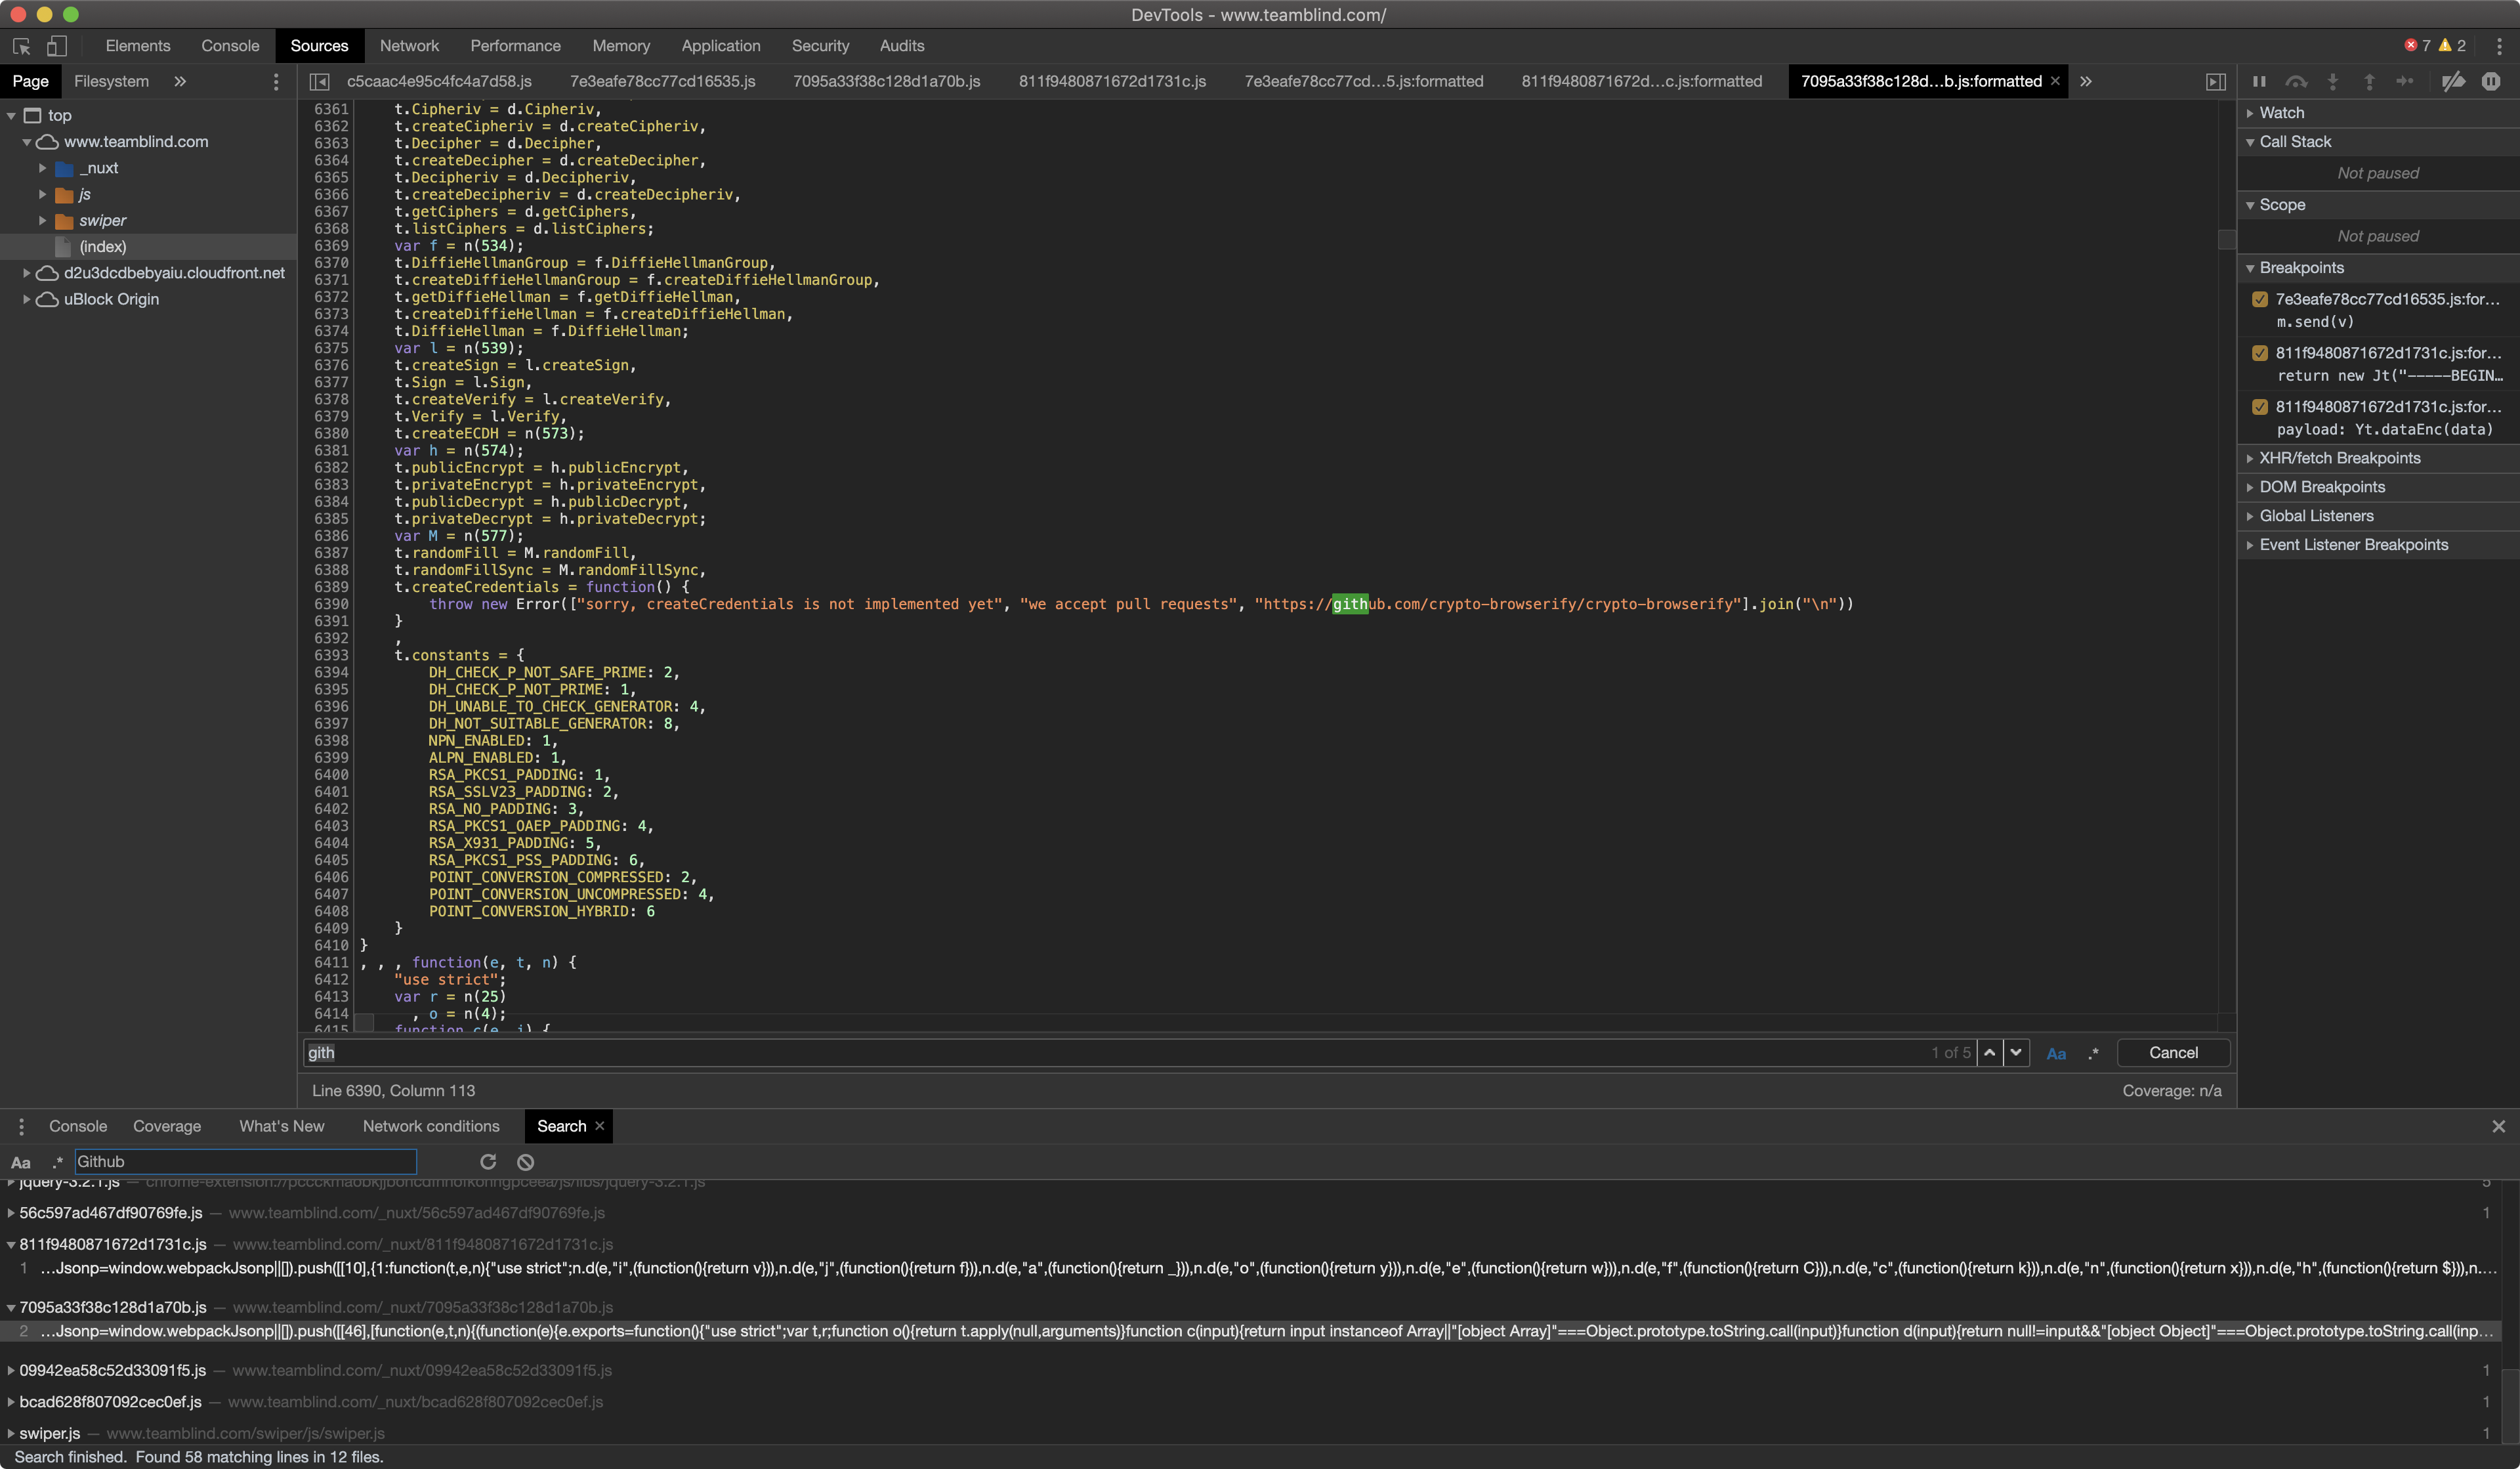 DevTools - www.teamblind.com/
Elements Console Sources Network Performance Memory Application Security Audits 7 2
Page Filesystem » c5caac4e95c4fc4a7d58.js 7e3eafe78cc77cd16535.js 7095a33f38c128d1a70b.js 811f9480871672d1731c.js 7e3eafe78cc77cd…5.js:formatted 811f9480871672d…c.js:formatted 7095a33f38c128d…b.js:formatted × »
top
www.teamblind.com
_nuxt
js
swiper
(index)
d2u3dcdbebyaiu.cloudfront.net
uBlock Origin
6361 t.Cipheriv = d.Cipheriv,
6362 t.createCipheriv = d.createCipheriv,
6363 t.Decipher = d.Decipher,
6364 t.createDecipher = d.createDecipher,
6365 t.Decipheriv = d.Decipheriv,
6366 t.createDecipheriv = d.createDecipheriv,
6367 t.getCiphers = d.getCiphers,
6368 t.listCiphers = d.listCiphers;
6369 var f = n(534);
6370 t.DiffieHellmanGroup = f.DiffieHellmanGroup,
6371 t.createDiffieHellmanGroup = f.createDiffieHellmanGroup,
6372 t.getDiffieHellman = f.getDiffieHellman,
6373 t.createDiffieHellman = f.createDiffieHellman,
6374 t.DiffieHellman = f.DiffieHellman;
6375 var l = n(539);
6376 t.createSign = l.createSign,
6377 t.Sign = l.Sign,
6378 t.createVerify = l.createVerify,
6379 t.Verify = l.Verify,
6380 t.createECDH = n(573);
6381 var h = n(574);
6382 t.publicEncrypt = h.publicEncrypt,
6383 t.privateEncrypt = h.privateEncrypt,
6384 t.publicDecrypt = h.publicDecrypt,
6385 t.privateDecrypt = h.privateDecrypt;
6386 var M = n(577);
6387 t.randomFill = M.randomFill,
6388 t.randomFillSync = M.randomFillSync,
6389 t.createCredentials = function() {
6390 throw new Error(["sorry, createCredentials is not implemented yet", "we accept pull requests", "https://github.com/crypto-browserify/crypto-browserify"].join("\n"))
6391 }
6392 ,
6393 t.constants = {
6394 DH_CHECK_P_NOT_SAFE_PRIME: 2,
6395 DH_CHECK_P_NOT_PRIME: 1,
6396 DH_UNABLE_TO_CHECK_GENERATOR: 4,
6397 DH_NOT_SUITABLE_GENERATOR: 8,
6398 NPN_ENABLED: 1,
6399 ALPN_ENABLED: 1,
6400 RSA_PKCS1_PADDING: 1,
6401 RSA_SSLV23_PADDING: 2,
6402 RSA_NO_PADDING: 3,
6403 RSA_PKCS1_OAEP_PADDING: 4,
6404 RSA_X931_PADDING: 5,
6405 RSA_PKCS1_PSS_PADDING: 6,
6406 POINT_CONVERSION_COMPRESSED: 2,
6407 POINT_CONVERSION_UNCOMPRESSED: 4,
6408 POINT_CONVERSION_HYBRID: 6
6409 }
6410 }
6411 , , , function(e, t, n) {
6412 "use strict";
6413 var r = n(25)
6414 , o = n(4);
6415 function c(e, i) {
gith 1 of 5 Aa .* Cancel
Line 6390, Column 113 Coverage: n/a
Watch
Call Stack
Not paused
Scope
Not paused
Breakpoints
7e3eafe78cc77cd16535.js:for…
m.send(v)
811f9480871672d1731c.js:for…
return new Jt("-----BEGIN…
811f9480871672d1731c.js:for…
payload: Yt.dataEnc(data)
XHR/fetch Breakpoints
DOM Breakpoints
Global Listeners
Event Listener Breakpoints
Console Coverage What's New Network conditions Search ×
Aa .* Github
jquery-3.2.1.js — 5
56c597ad467df90769fe.js — www.teamblind.com/_nuxt/56c597ad467df90769fe.js 1
811f9480871672d1731c.js — www.teamblind.com/_nuxt/811f9480871672d1731c.js
1 …Jsonp=window.webpackJsonp||[]).push([[10],{1:function(t,e,n){"use strict";n.d(e,"i",(function(){return v})),n.d(e,"j",(function(){return f})),n.d(e,"a",(function(){return _})),n.d(e,"o",(function(){return y})),n.d(e,"e",(function(){return w})),n.d(e,"f",(function(){return C})),n.d(e,"c",(function(){return k})),n.d(e,"n",(function(){return x})),n.d(e,"h",(function(){return $})),n.…
7095a33f38c128d1a70b.js — www.teamblind.com/_nuxt/7095a33f38c128d1a70b.js
2 …Jsonp=window.webpackJsonp||[]).push([[46],[function(e,t,n){(function(e){e.exports=function(){"use strict";var t,r;function o(){return t.apply(null,arguments)}function c(input){return input instanceof Array||"[object Array]"===Object.prototype.toString.call(input)}function d(input){return null!=input&&"[object Object]"===Object.prototype.toString.call(inp…
09942ea58c52d33091f5.js — www.teamblind.com/_nuxt/09942ea58c52d33091f5.js 1
bcad628f807092cec0ef.js — www.teamblind.com/_nuxt/bcad628f807092cec0ef.js 1
swiper.js — www.teamblind.com/swiper/js/swiper.js 1
Search finished. Found 58 matching lines in 12 files.